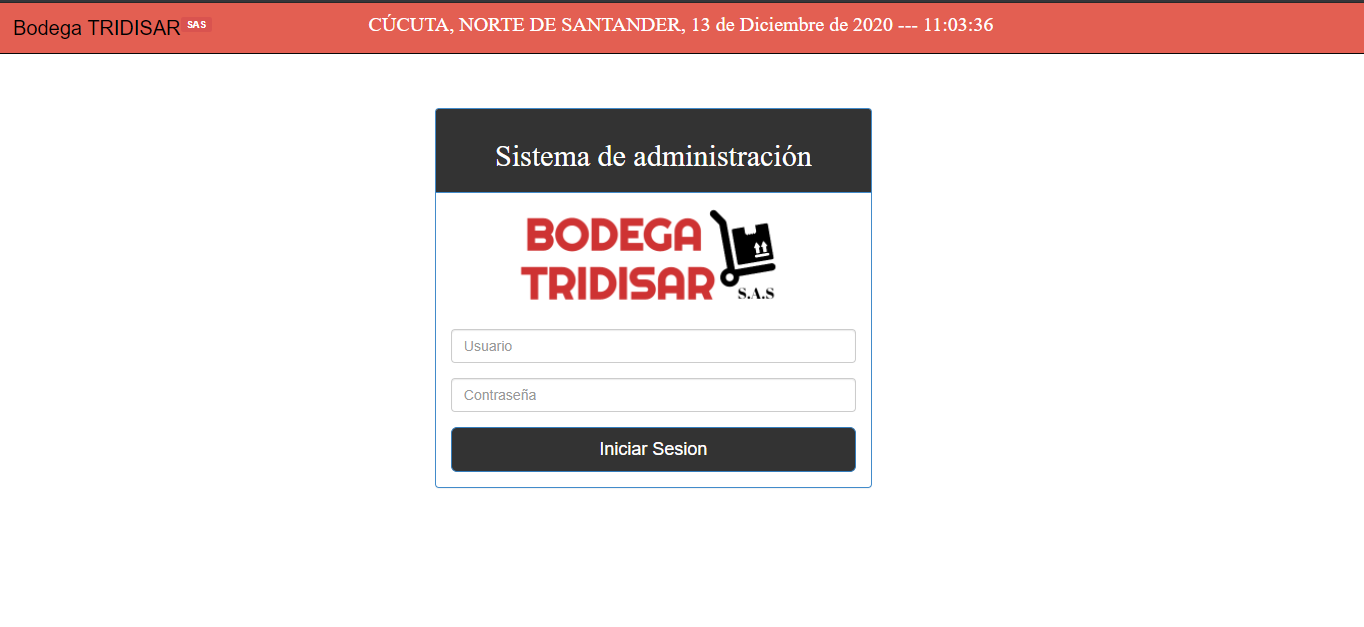 Bodega TRIDISAR SAS
CÚCUTA, NORTE DE SANTANDER, 13 de Diciembre de 2020 --- 11:03:36
Sistema de administración
BODEGA
TRIDISAR
S.A.S
Usuario
Contraseña
Iniciar Sesion